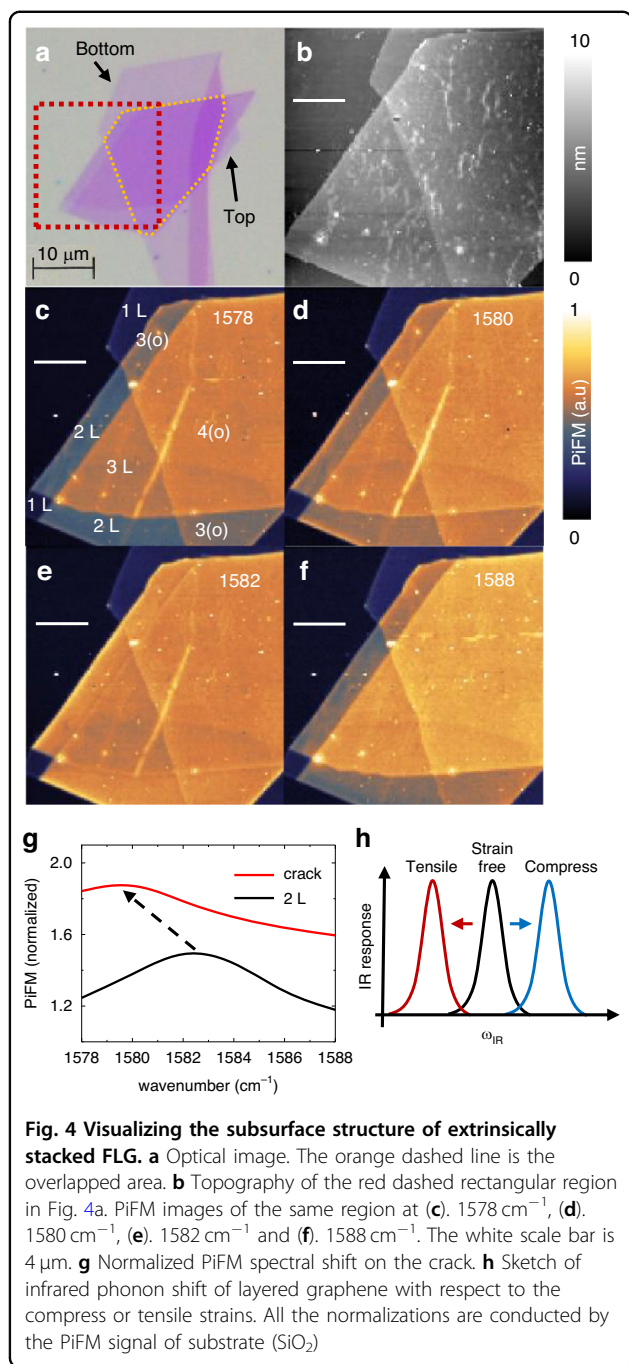 a
Bottom
Top
10 μm
b
10
nm
0
c
1 L
3(o)
1578
2 L
4(o)
3 L
1 L
2 L
3(o)
d
1580
1
PiFM (a.u)
0
e
1582
f
1588
g
2.0
1.8
1.6
1.4
1.2
PiFM (normalized)
crack
2 L
1578 1580 1582 1584 1586 1588
wavenumber (cm⁻¹)
h
Tensile
Strain
free
Compress
IR response
ω_IR
Fig. 4 Visualizing the subsurface structure of extrinsically
stacked FLG. a Optical image. The orange dashed line is the
overlapped area. b Topography of the red dashed rectangular region
in Fig. 4a. PiFM images of the same region at (c). 1578 cm⁻¹, (d).
1580 cm⁻¹, (e). 1582 cm⁻¹ and (f). 1588 cm⁻¹. The white scale bar is
4 μm. g Normalized PiFM spectral shift on the crack. h Sketch of
infrared phonon shift of layered graphene with respect to the
compress or tensile strains. All the normalizations are conducted by
the PiFM signal of substrate (SiO₂)